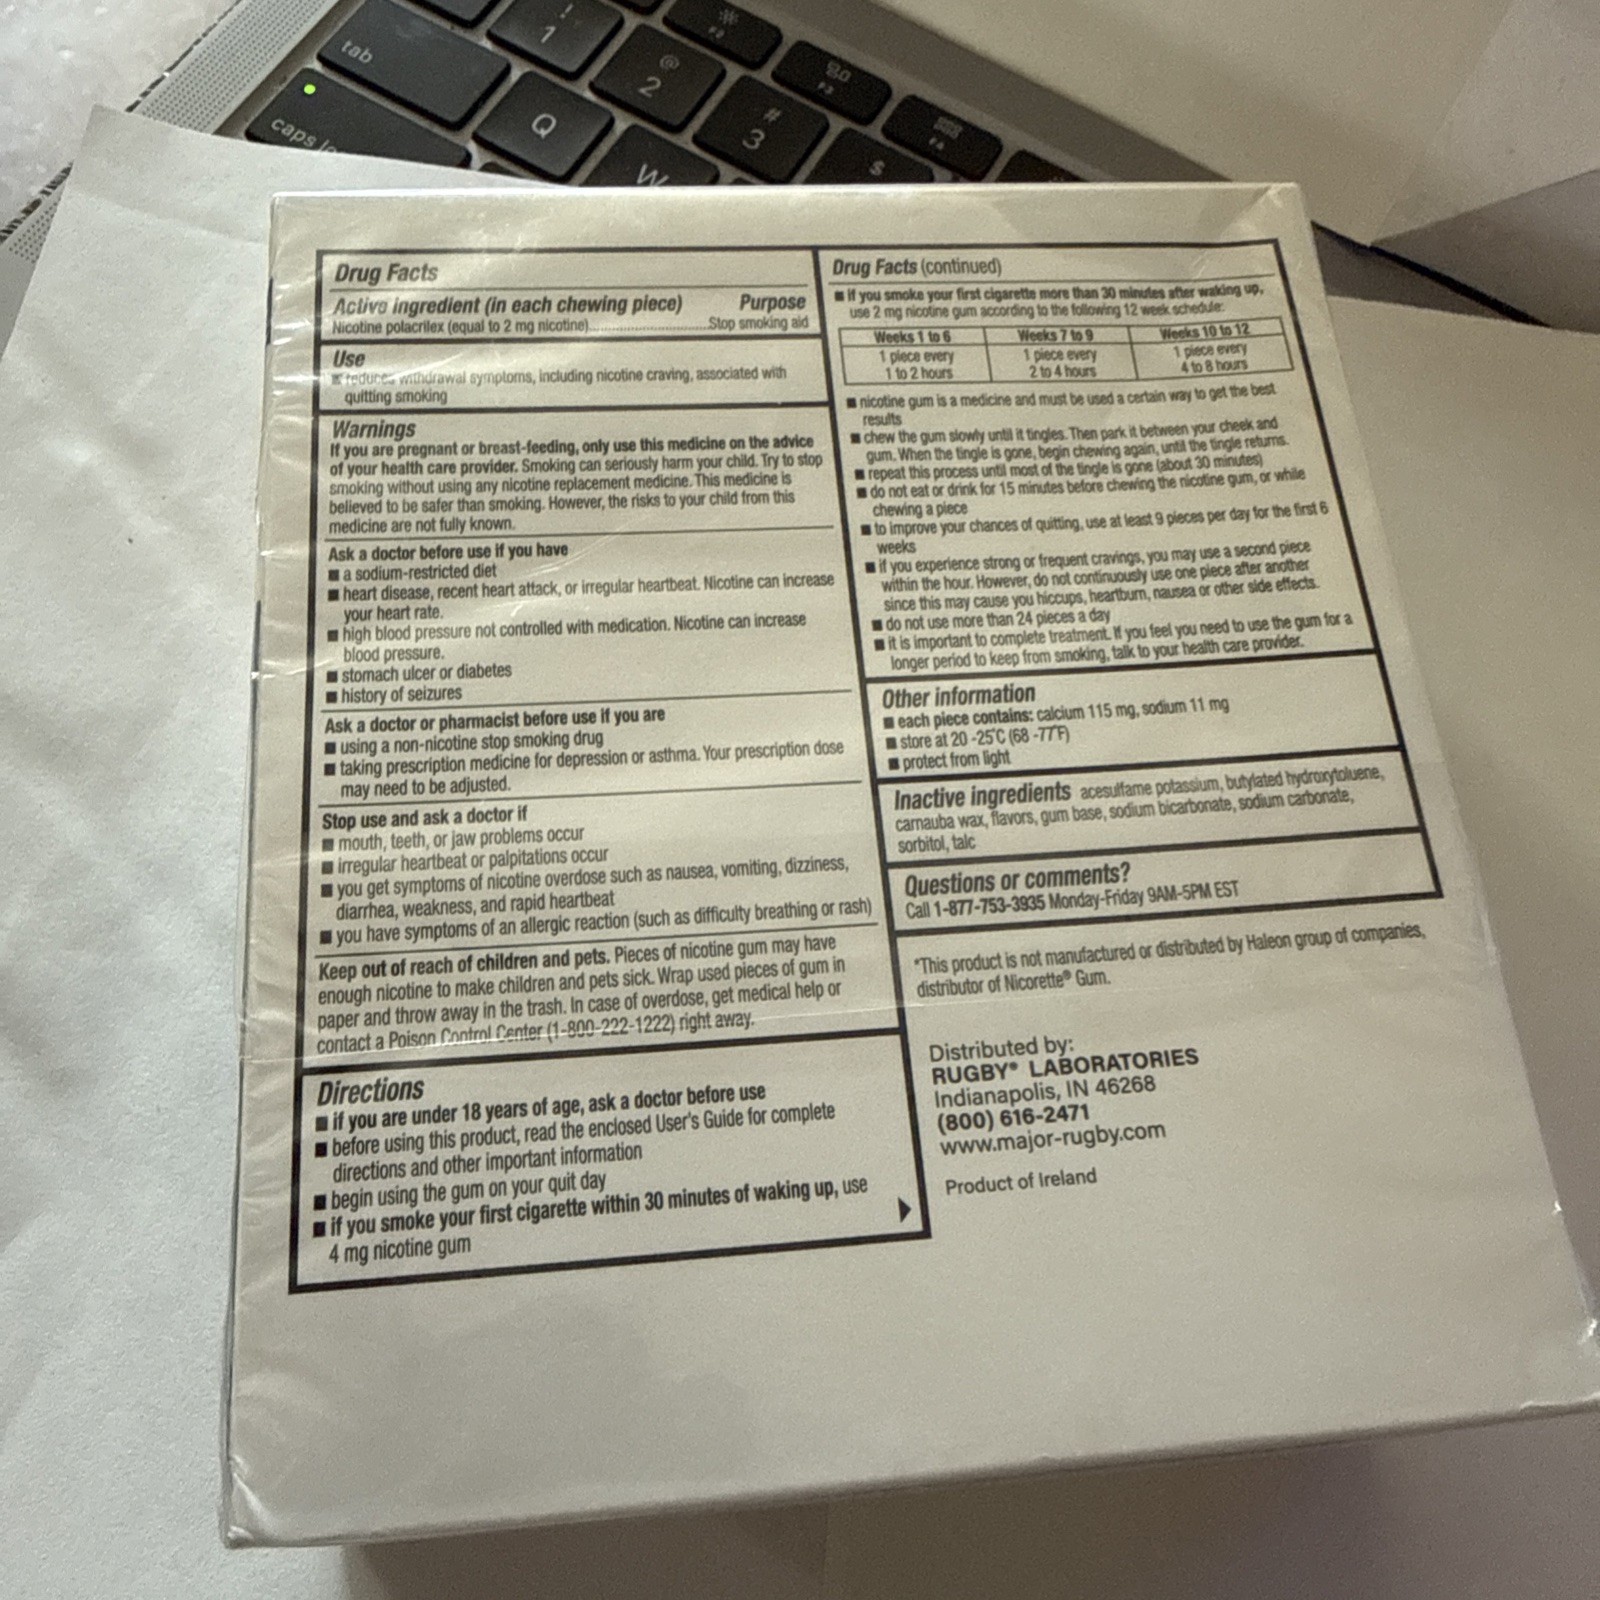 tab
!
1
@
2
#
3
$
F2
F3
F4
caps
Q
W
Drug Facts
Active ingredient (in each chewing piece) Purpose
Nicotine polacrilex (equal to 2 mg nicotine)..............................Stop smoking aid
Use
■ reduces withdrawal symptoms, including nicotine craving, associated with
quitting smoking
Warnings
If you are pregnant or breast-feeding, only use this medicine on the advice
of your health care provider. Smoking can seriously harm your child. Try to stop
smoking without using any nicotine replacement medicine. This medicine is
believed to be safer than smoking. However, the risks to your child from this
medicine are not fully known.
Ask a doctor before use if you have
■ a sodium-restricted diet
■ heart disease, recent heart attack, or irregular heartbeat. Nicotine can increase
your heart rate.
■ high blood pressure not controlled with medication. Nicotine can increase
blood pressure.
■ stomach ulcer or diabetes
■ history of seizures
Ask a doctor or pharmacist before use if you are
■ using a non-nicotine stop smoking drug
■ taking prescription medicine for depression or asthma. Your prescription dose
may need to be adjusted.
Stop use and ask a doctor if
■ mouth, teeth, or jaw problems occur
■ irregular heartbeat or palpitations occur
■ you get symptoms of nicotine overdose such as nausea, vomiting, dizziness,
diarrhea, weakness, and rapid heartbeat
■ you have symptoms of an allergic reaction (such as difficulty breathing or rash)
Keep out of reach of children and pets. Pieces of nicotine gum may have
enough nicotine to make children and pets sick. Wrap used pieces of gum in
paper and throw away in the trash. In case of overdose, get medical help or
contact a Poison Control Center (1-800-222-1222) right away.
Directions
■ if you are under 18 years of age, ask a doctor before use
■ before using this product, read the enclosed User's Guide for complete
directions and other important information
■ begin using the gum on your quit day
■ if you smoke your first cigarette within 30 minutes of waking up, use
4 mg nicotine gum
Drug Facts (continued)
■ if you smoke your first cigarette more than 30 minutes after waking up,
use 2 mg nicotine gum according to the following 12 week schedule:
Weeks 1 to 6 Weeks 7 to 9 Weeks 10 to 12
1 piece every 1 piece every 1 piece every
1 to 2 hours 2 to 4 hours 4 to 8 hours
■ nicotine gum is a medicine and must be used a certain way to get the best
results
■ chew the gum slowly until it tingles. Then park it between your cheek and
gum. When the tingle is gone, begin chewing again, until the tingle returns.
■ repeat this process until most of the tingle is gone (about 30 minutes)
■ do not eat or drink for 15 minutes before chewing the nicotine gum, or while
chewing a piece
■ to improve your chances of quitting, use at least 9 pieces per day for the first 6
weeks
■ if you experience strong or frequent cravings, you may use a second piece
within the hour. However, do not continuously use one piece after another
since this may cause you hiccups, heartburn, nausea or other side effects.
■ do not use more than 24 pieces a day
■ it is important to complete treatment. If you feel you need to use the gum for a
longer period to keep from smoking, talk to your health care provider.
Other information
■ each piece contains: calcium 115 mg, sodium 11 mg
■ store at 20 -25˚C (68 -77˚F)
■ protect from light
Inactive ingredients acesulfame potassium, butylated hydroxytoluene,
carnauba wax, flavors, gum base, sodium bicarbonate, sodium carbonate,
sorbitol, talc
Questions or comments?
Call 1-877-753-3935 Monday-Friday 9AM-5PM EST
*This product is not manufactured or distributed by Haleon group of companies,
distributor of Nicorette® Gum.
Distributed by:
RUGBY® LABORATORIES
Indianapolis, IN 46268
(800) 616-2471
www.major-rugby.com
Product of Ireland